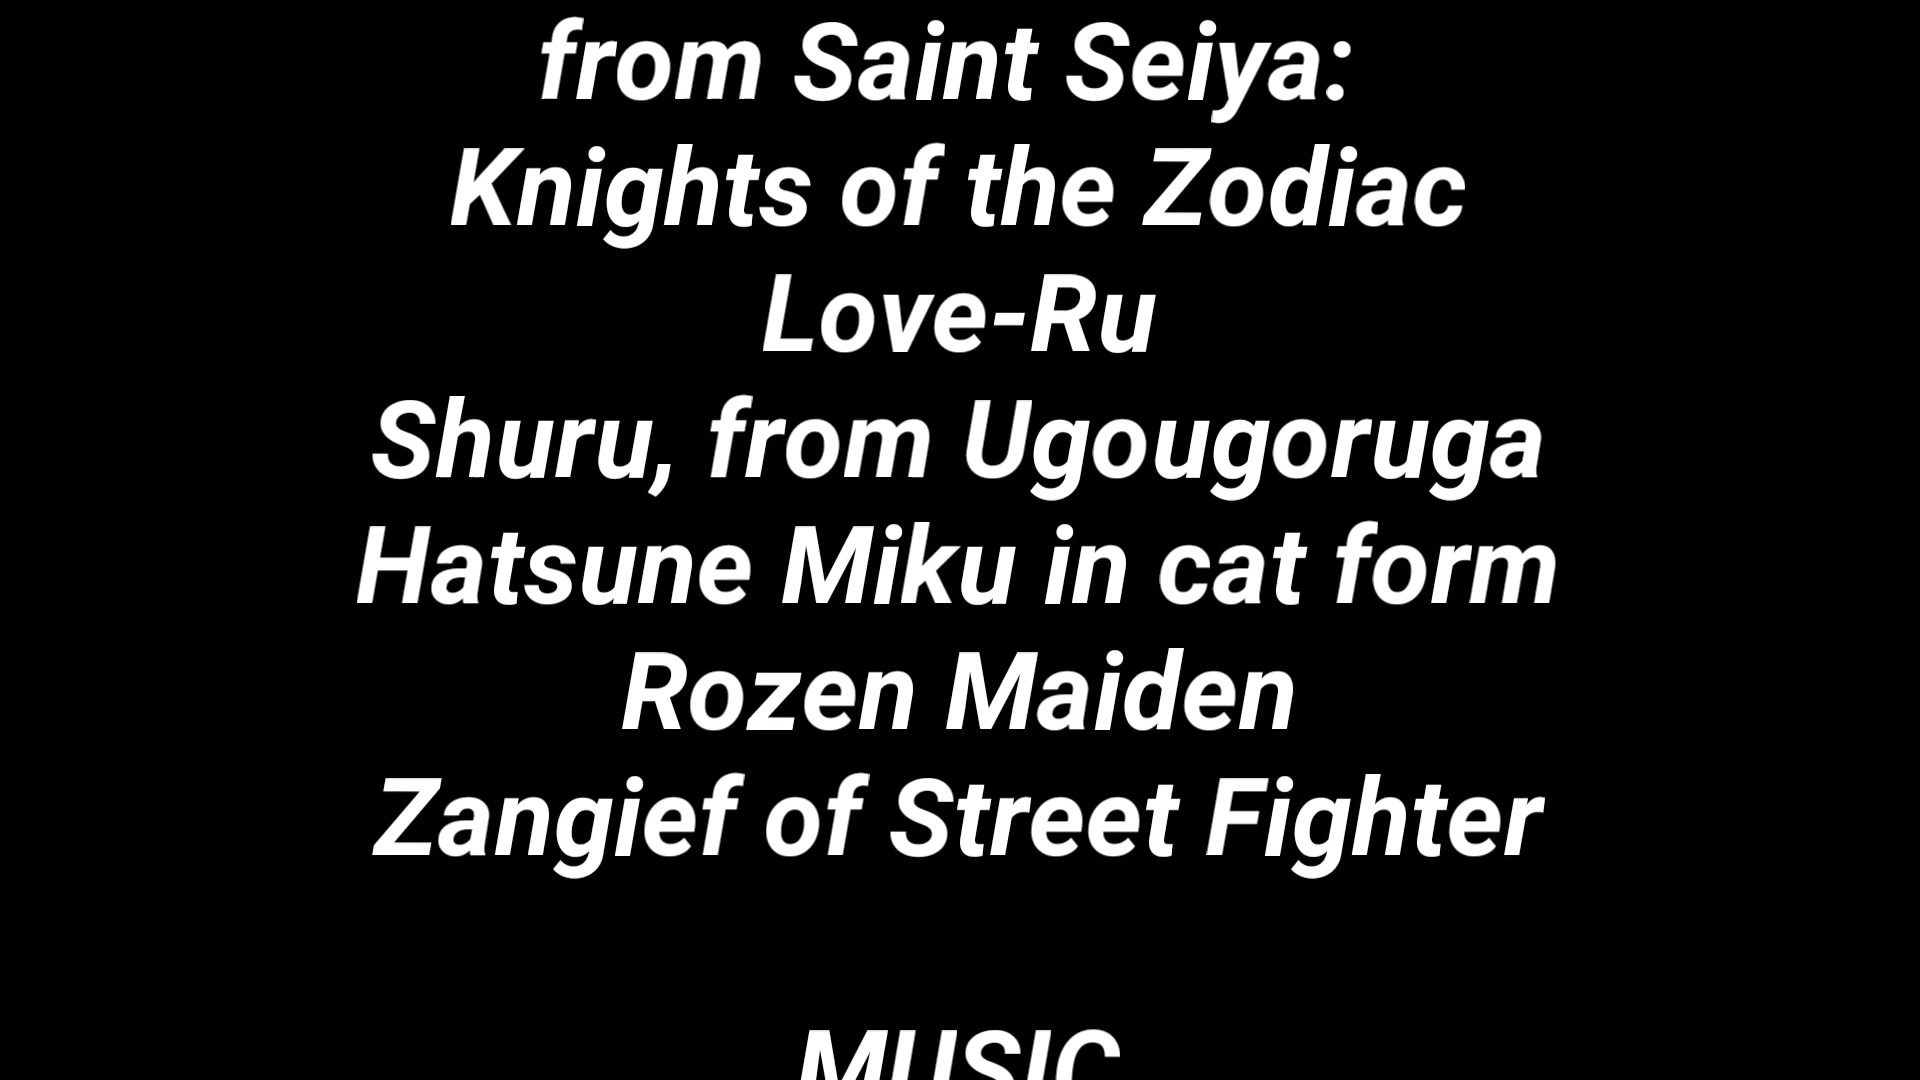 from Saint Seiya:
Knights of the Zodiac
Love-Ru
Shuru, from Ugougoruga
Hatsune Miku in cat form
Rozen Maiden
Zangief of Street Fighter
MUSIC